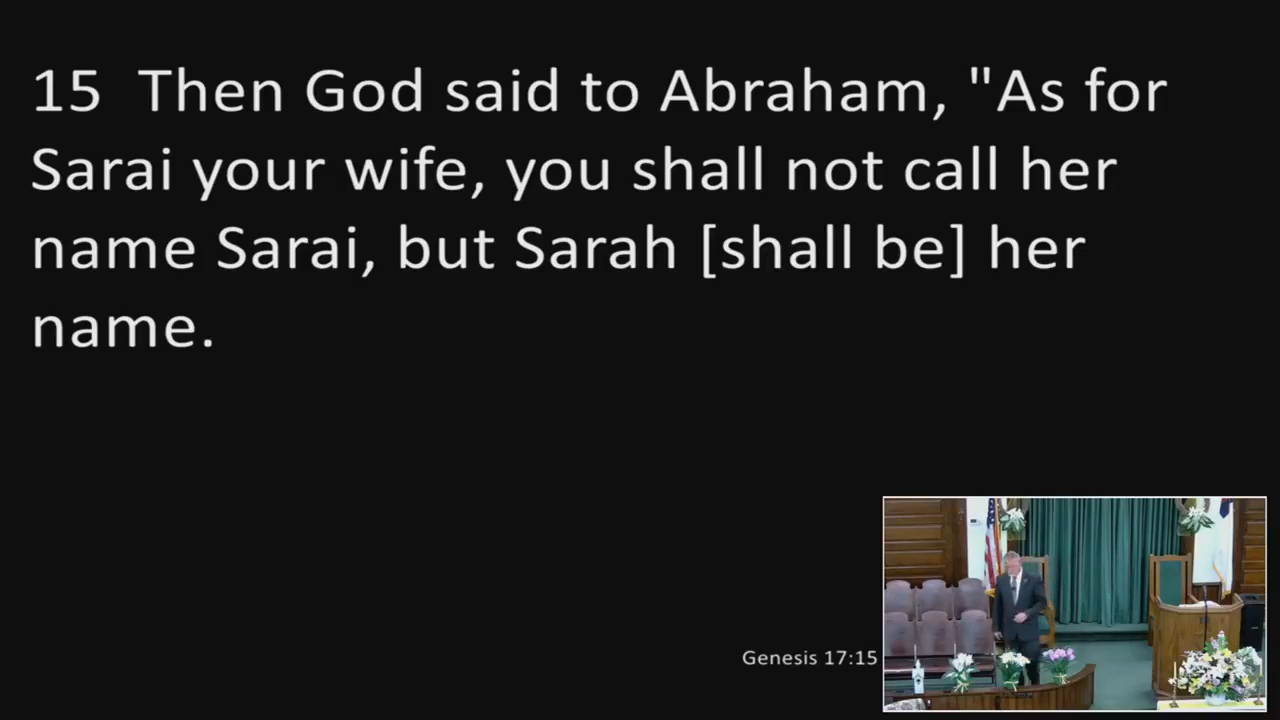 15 Then God said to Abraham, "As for
Sarai your wife, you shall not call her
name Sarai, but Sarah [shall be] her
name.
Genesis 17:15